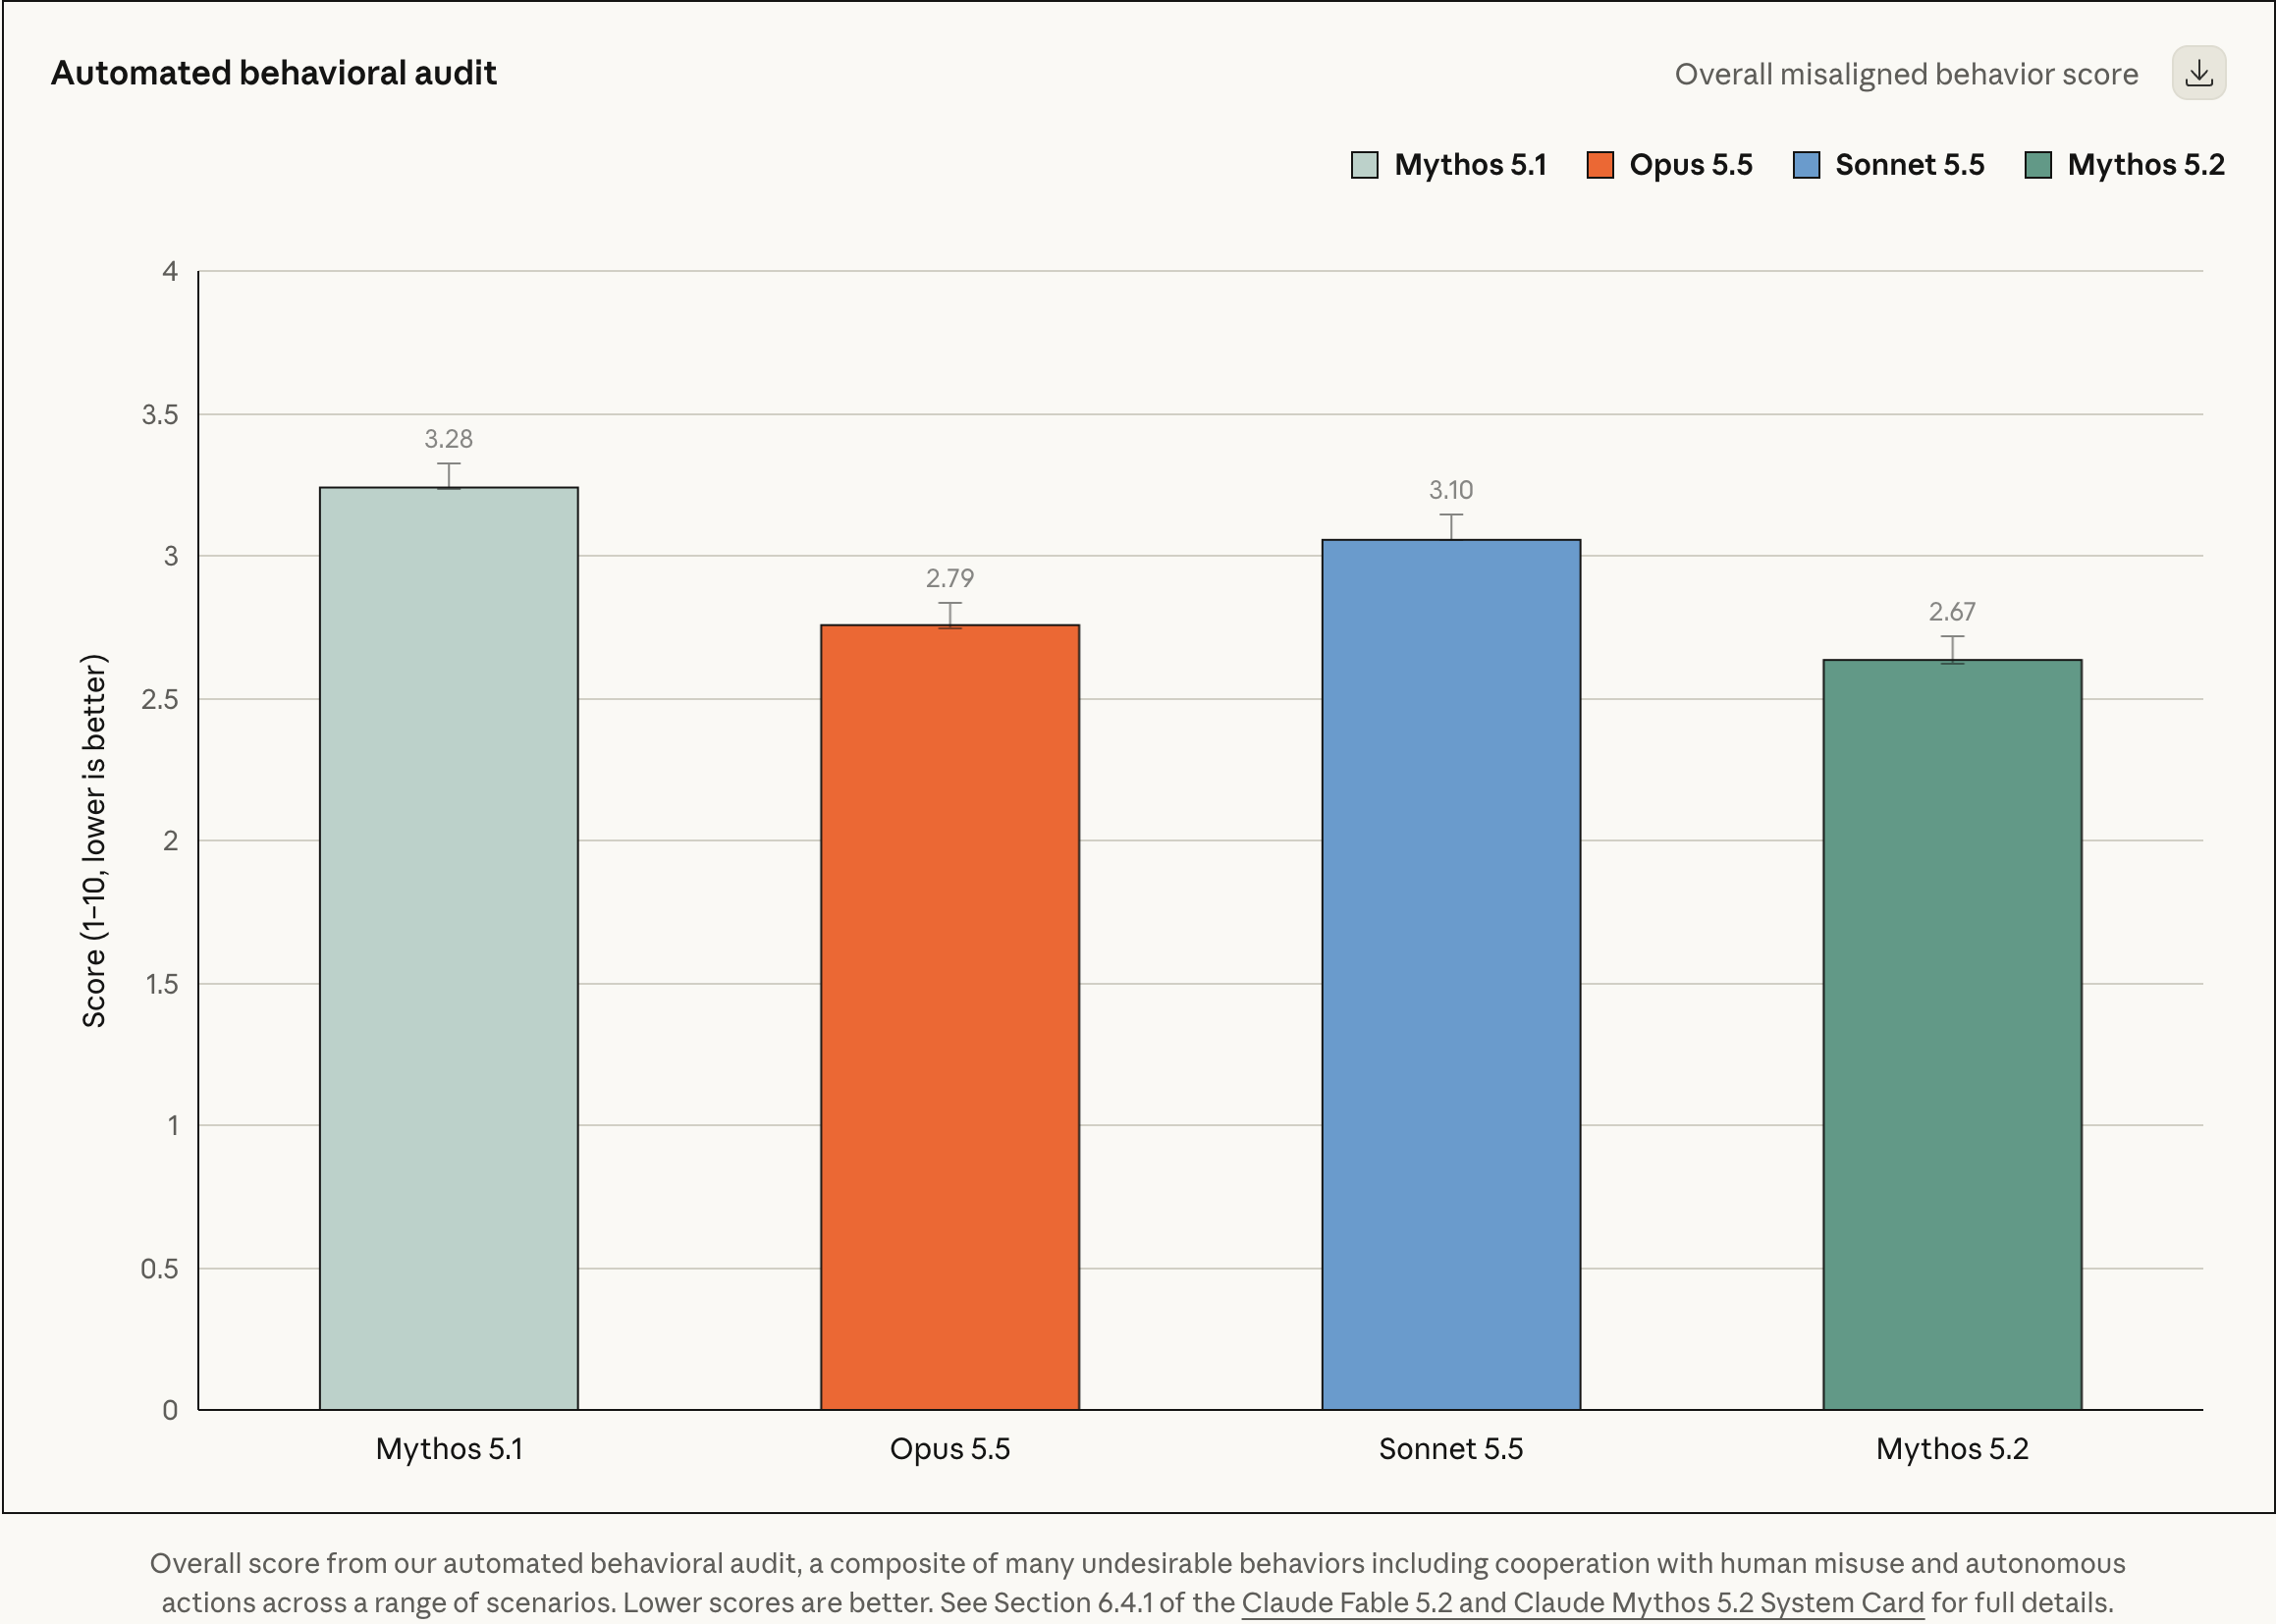 Automated behavioral audit
Overall misaligned behavior score
Mythos 5.1
Opus 5.5
Sonnet 5.5
Mythos 5.2
Score (1–10, lower is better)
4
3.5
3
2.5
2
1.5
1
0.5
0
3.28
2.79
3.10
2.67
Mythos 5.1
Opus 5.5
Sonnet 5.5
Mythos 5.2
Overall score from our automated behavioral audit, a composite of many undesirable behaviors including cooperation with human misuse and autonomous
actions across a range of scenarios. Lower scores are better. See Section 6.4.1 of the Claude Fable 5.2 and Claude Mythos 5.2 System Card for full details.